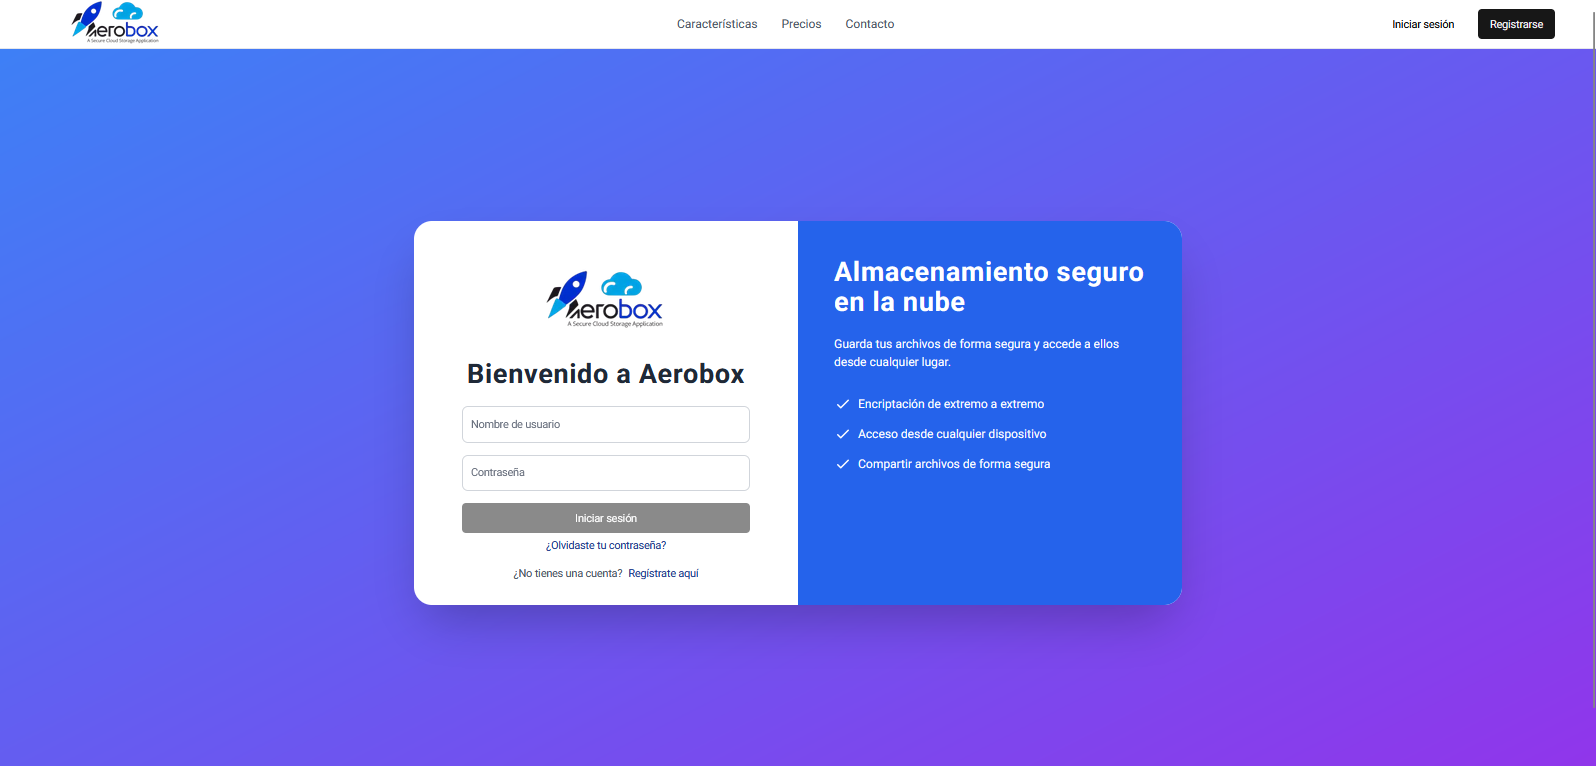 Aerobox
A Secure Cloud Storage Application
Características
Precios
Contacto
Iniciar sesión
Registrarse
Aerobox
A Secure Cloud Storage Application
Bienvenido a Aerobox
Nombre de usuario
Contraseña
Iniciar sesión
¿Olvidaste tu contraseña?
¿No tienes una cuenta? Regístrate aquí
Almacenamiento seguro
en la nube
Guarda tus archivos de forma segura y accede a ellos
desde cualquier lugar.
Encriptación de extremo a extremo
Acceso desde cualquier dispositivo
Compartir archivos de forma segura